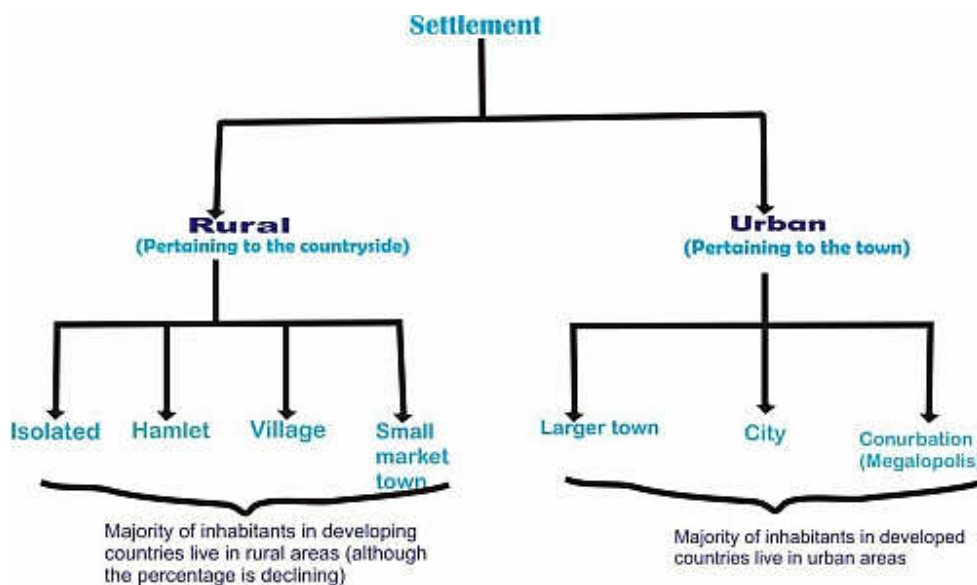 Settlement
Rural
(Pertaining to the countryside)
Urban
(Pertaining to the town)
Isolated
Hamlet
Village
Small
market
town
Larger town
City
Conurbation
(Megalopolis
Majority of inhabitants in developing
countries live in rural areas (although
the percentage is declining)
Majority of inhabitants in developed
countries live in urban areas